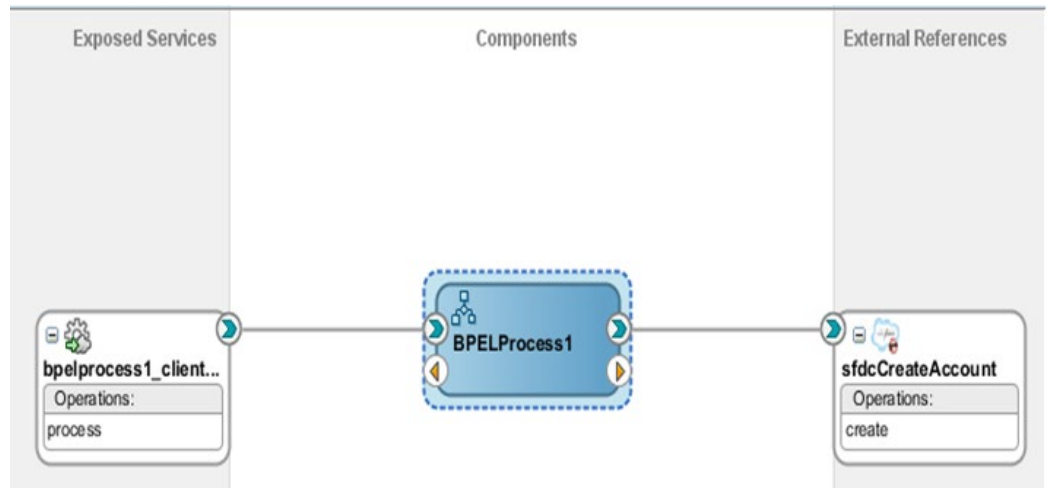 Exposed Services
Components
External References
BPELProcess1
bpelprocess1_client...
Operations:
process
sfdcCreateAccount
Operations:
create